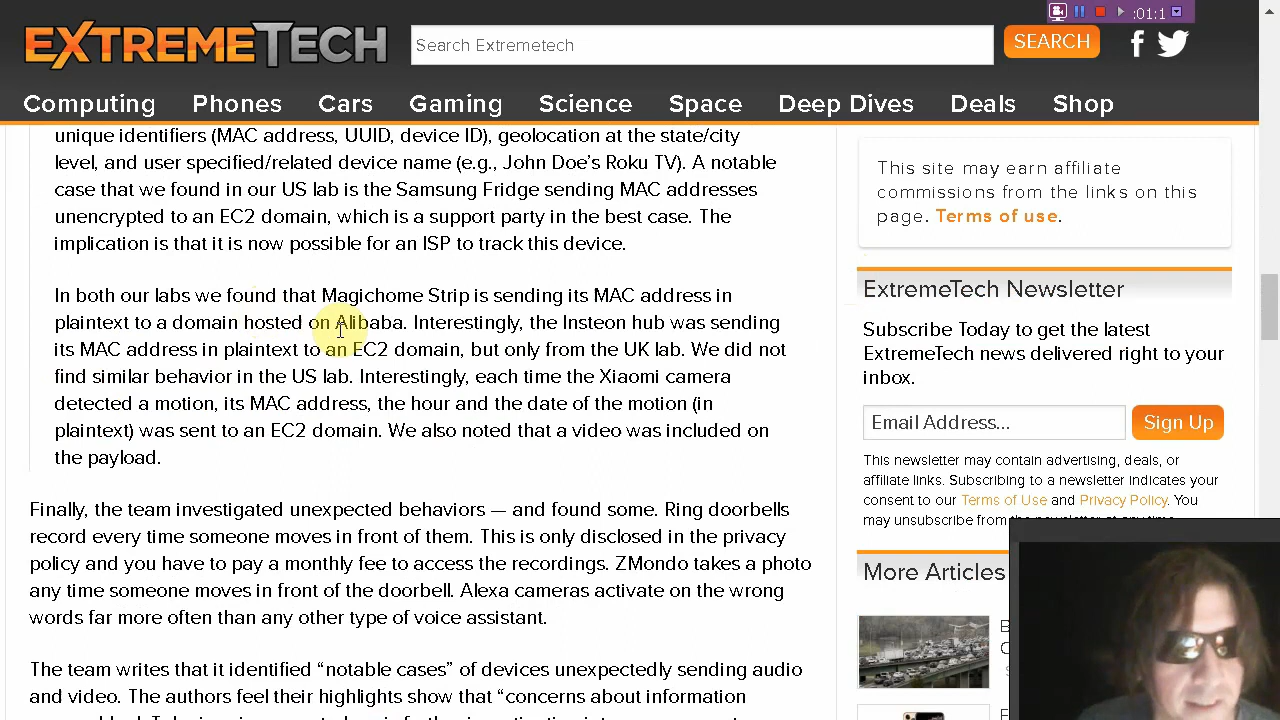 :01:1
EXTREMETECH
Search Extremetech
SEARCH
Computing Phones Cars Gaming Science Space Deep Dives Deals Shop
unique identifiers (MAC address, UUID, device ID), geolocation at the state/city
level, and user specified/related device name (e.g., John Doe's Roku TV). A notable
case that we found in our US lab is the Samsung Fridge sending MAC addresses
unencrypted to an EC2 domain, which is a support party in the best case. The
implication is that it is now possible for an ISP to track this device.
In both our labs we found that Magichome Strip is sending its MAC address in
plaintext to a domain hosted on Alibaba. Interestingly, the Insteon hub was sending
its MAC address in plaintext to an EC2 domain, but only from the UK lab. We did not
find similar behavior in the US lab. Interestingly, each time the Xiaomi camera
detected a motion, its MAC address, the hour and the date of the motion (in
plaintext) was sent to an EC2 domain. We also noted that a video was included on
the payload.
Finally, the team investigated unexpected behaviors — and found some. Ring doorbells
record every time someone moves in front of them. This is only disclosed in the privacy
policy and you have to pay a monthly fee to access the recordings. ZMondo takes a photo
any time someone moves in front of the doorbell. Alexa cameras activate on the wrong
words far more often than any other type of voice assistant.
The team writes that it identified “notable cases” of devices unexpectedly sending audio
and video. The authors feel their highlights show that “concerns about information
This site may earn affiliate
commissions from the links on this
page. Terms of use.
ExtremeTech Newsletter
Subscribe Today to get the latest
ExtremeTech news delivered right to your
inbox.
Email Address...
Sign Up
This newsletter may contain advertising, deals, or
affiliate links. Subscribing to a newsletter indicates your
consent to our Terms of Use and Privacy Policy. You
may unsubscribe from the newsletter at any time.
More Articles